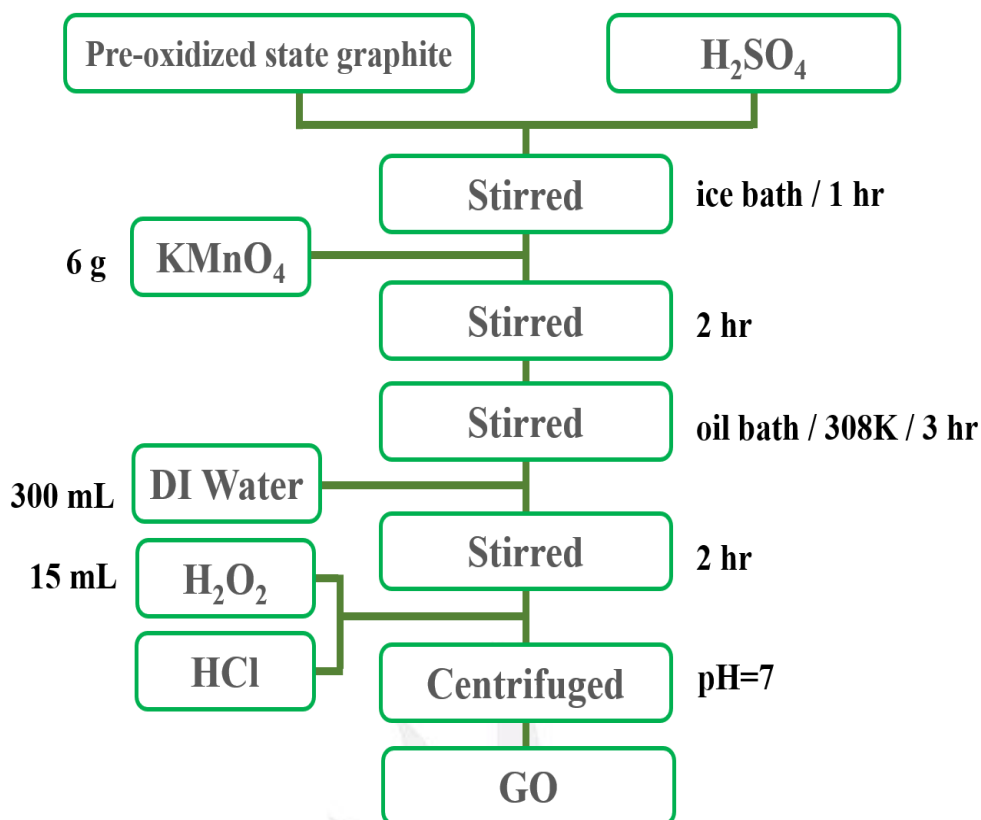 Pre-oxidized state graphite
H₂SO₄
Stirred
ice bath / 1 hr
6 g
KMnO₄
Stirred
2 hr
Stirred
oil bath / 308K / 3 hr
300 mL
DI Water
Stirred
2 hr
15 mL
H₂O₂
HCl
Centrifuged
pH=7
GO